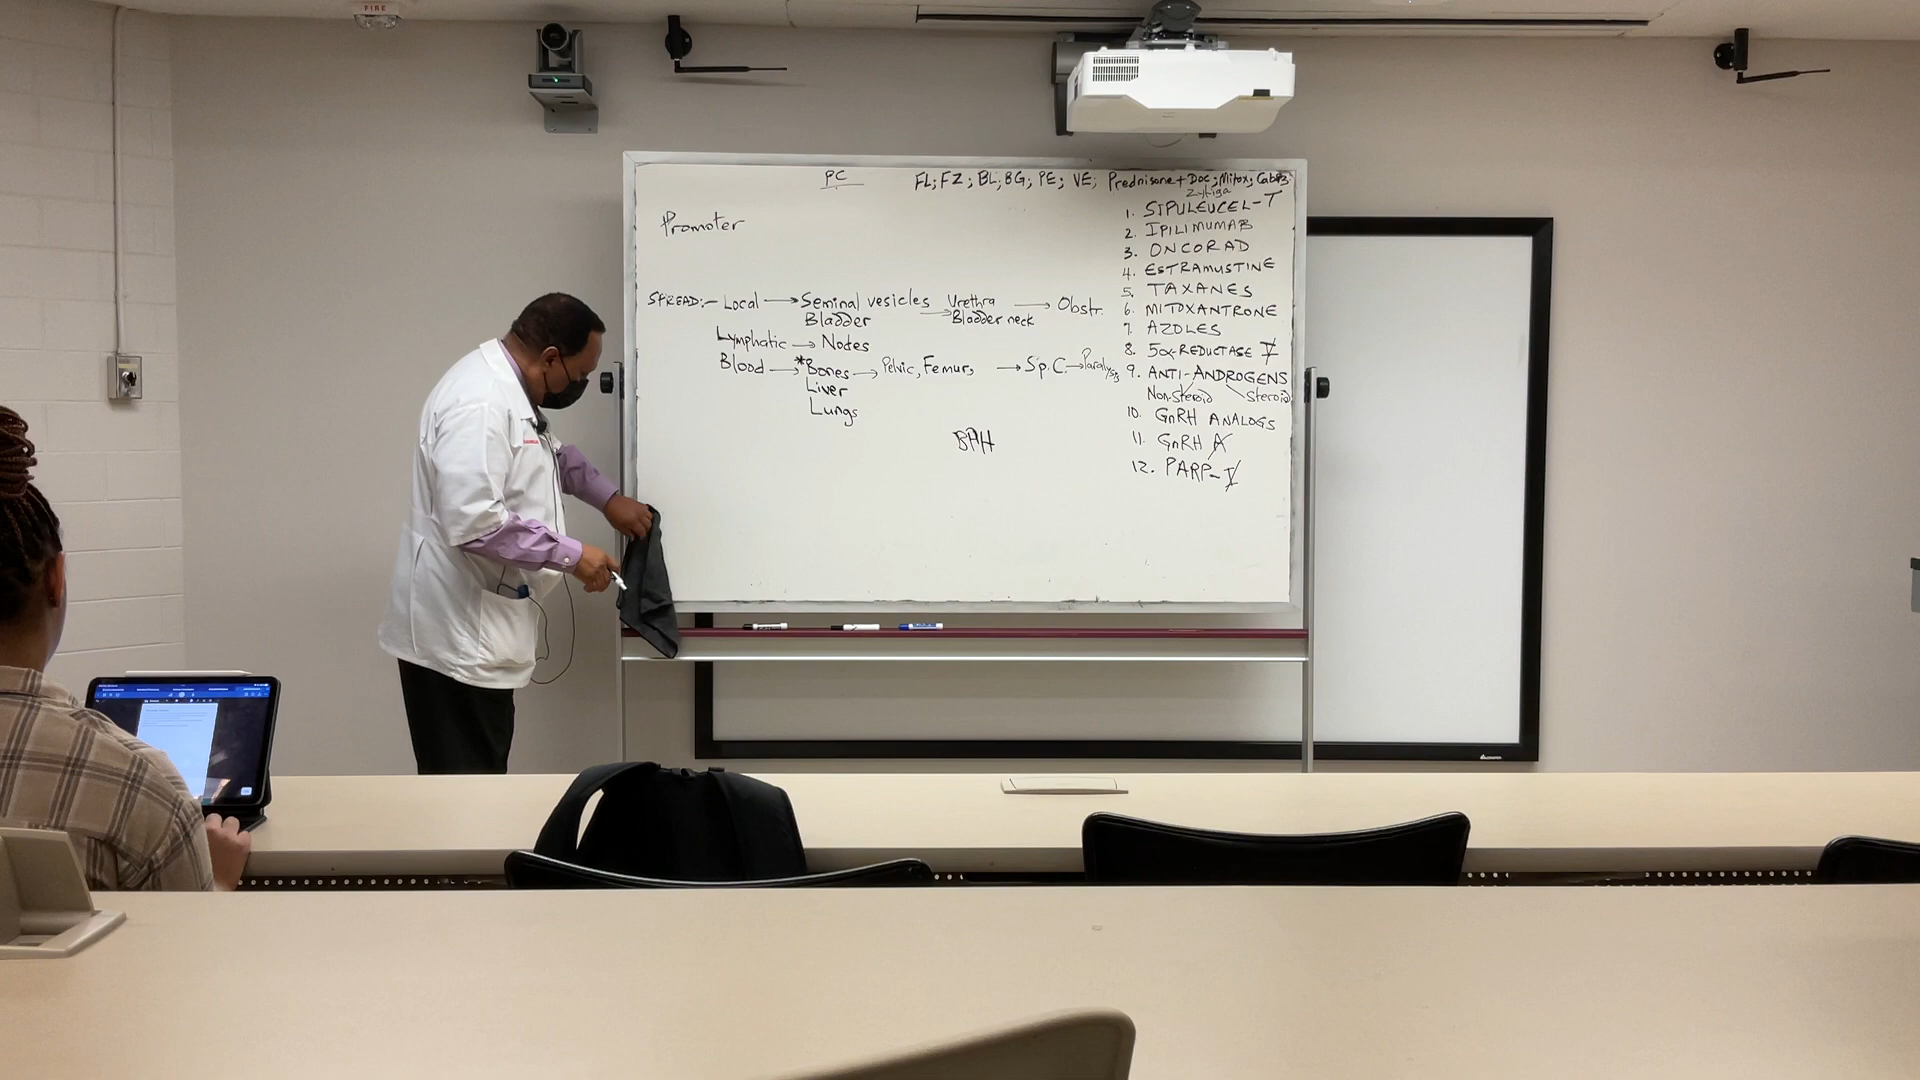 FIRE
PC
FL; FZ; BL; BG; PE; VE; Prednisone + Doc; Mitox; Cabaz
Zytiga
Promoter
1. SIPULEUCEL-T
2. IPILIMUMAB
3. ONCORAD
4. ESTRAMUSTINE
5. TAXANES
6. MITOXANTRONE
7. AZOLES
8. 5α-REDUCTASE I
9. ANTI-ANDROGENS
Non-Steroid Steroid
10. GnRH ANALOGS
11. GnRH A
12. PARP-I
SPREAD:- Local → Seminal vesicles → Urethra → Obstr.
Bladder Bladder neck
Lymphatic → Nodes
Blood → *Bones → Pelvic, Femur, → Sp.C. → Paralysis
Liver
Lungs
BPH